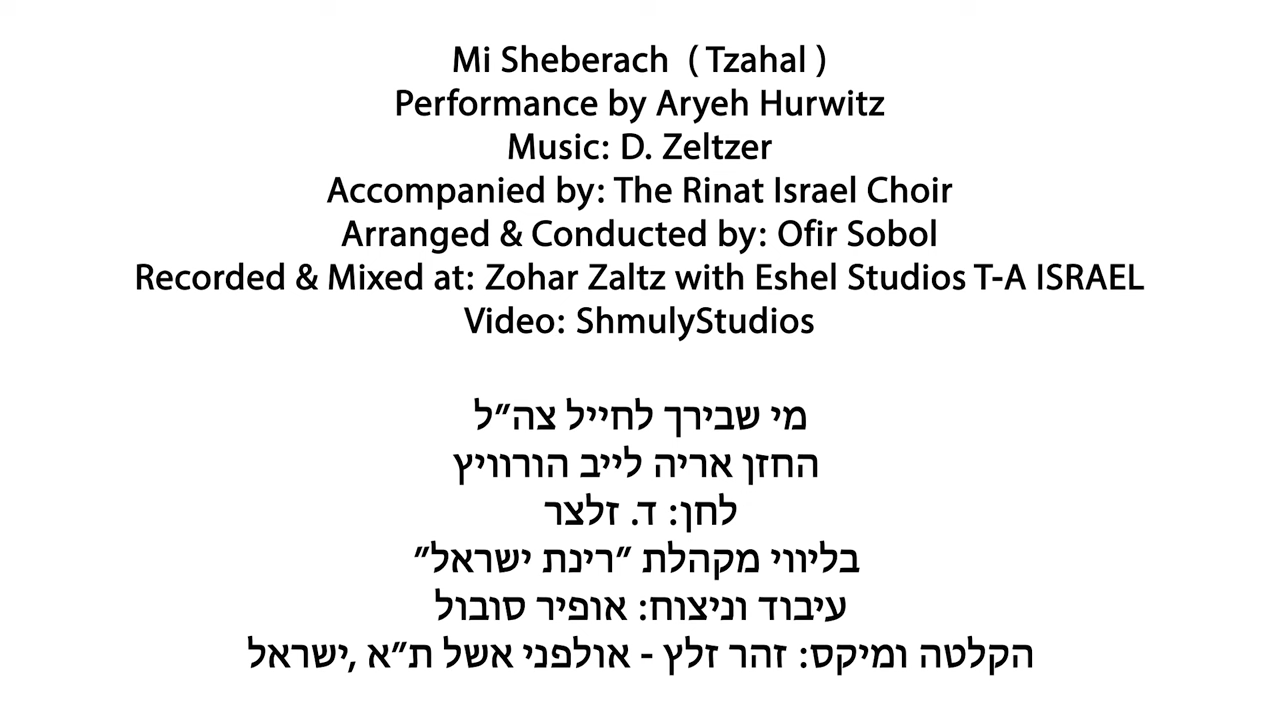 Mi Sheberach ( Tzahal )
Performance by Aryeh Hurwitz
Music: D. Zeltzer
Accompanied by: The Rinat Israel Choir
Arranged & Conducted by: Ofir Sobol
Recorded & Mixed at: Zohar Zaltz with Eshel Studios T-A ISRAEL
Video: ShmulyStudios
מי שבירך לחייל צה״ל
החזן אריה לייב הורוויץ
לחן: ד. זלצר
בליווי מקהלת ״רינת ישראל״
עיבוד וניצוח: אופיר סובול
הקלטה ומיקס: זהר זלץ - אולפני אשל ת״א ,ישראל